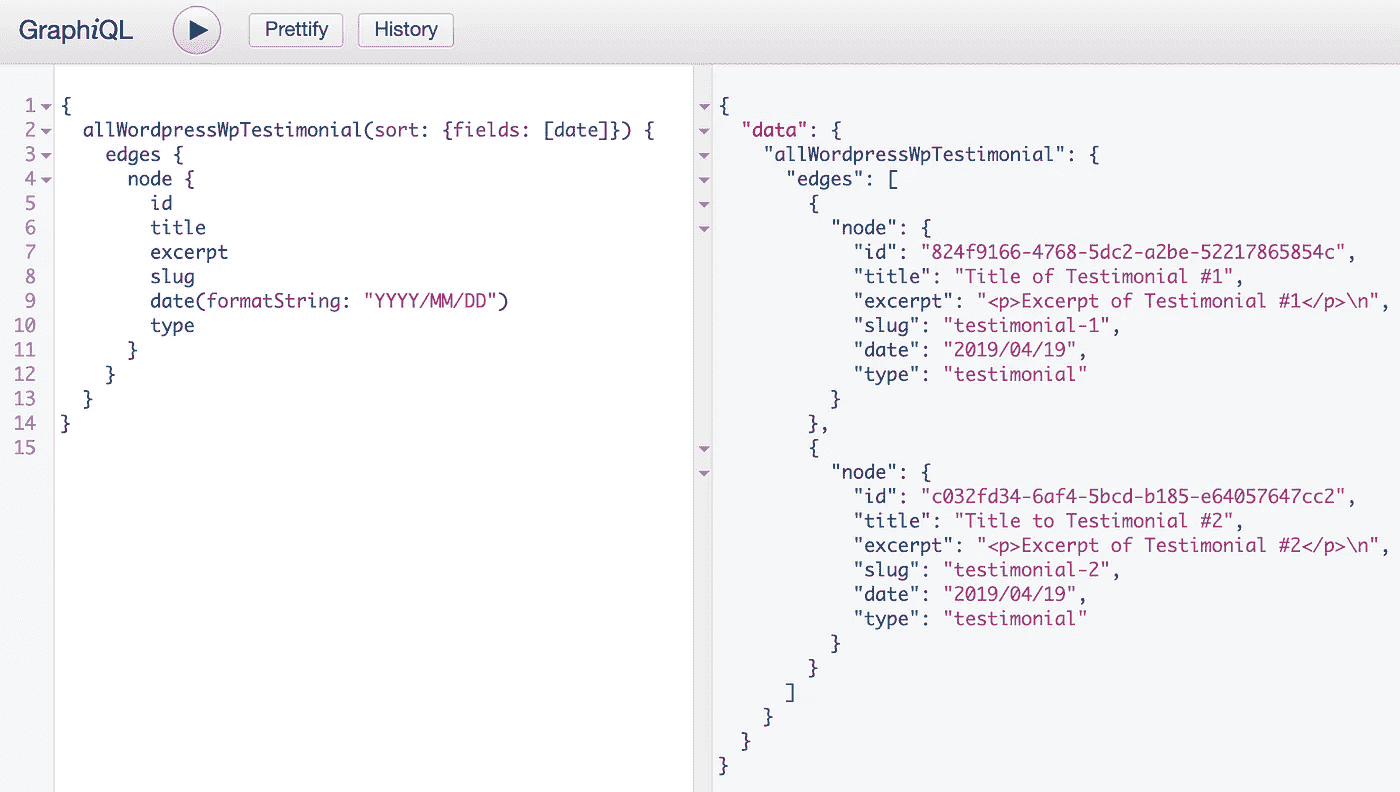 GraphiQL Prettify History
1 {
2 allWordpressWpTestimonial(sort: {fields: [date]}) {
3 edges {
4 node {
5 id
6 title
7 excerpt
8 slug
9 date(formatString: "YYYY/MM/DD")
10 type
11 }
12 }
13 }
14 }
15
{
"data": {
"allWordpressWpTestimonial": {
"edges": [
{
"node": {
"id": "824f9166-4768-5dc2-a2be-52217865854c",
"title": "Title of Testimonial #1",
"excerpt": "<p>Excerpt of Testimonial #1</p>\n",
"slug": "testimonial-1",
"date": "2019/04/19",
"type": "testimonial"
}
},
{
"node": {
"id": "c032fd34-6af4-5bcd-b185-e64057647cc2",
"title": "Title to Testimonial #2",
"excerpt": "<p>Excerpt of Testimonial #2</p>\n",
"slug": "testimonial-2",
"date": "2019/04/19",
"type": "testimonial"
}
}
]
}
}
}